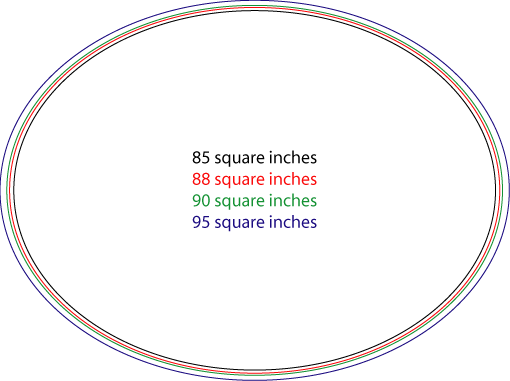 85 square inches
88 square inches
90 square inches
95 square inches